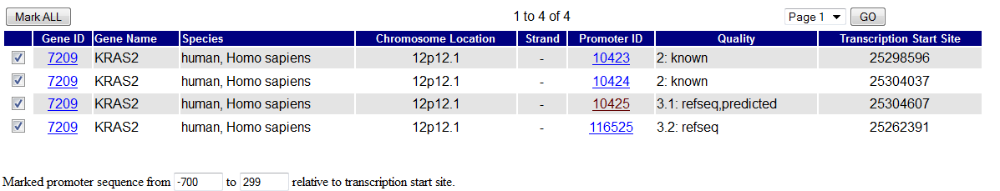 Mark ALL 1 to 4 of 4 Page 1 GO
Gene ID Gene Name Species Chromosome Location Strand Promoter ID Quality Transcription Start Site
7209 KRAS2 human, Homo sapiens 12p12.1 - 10423 2: known 25298596
7209 KRAS2 human, Homo sapiens 12p12.1 - 10424 2: known 25304037
7209 KRAS2 human, Homo sapiens 12p12.1 - 10425 3.1: refseq,predicted 25304607
7209 KRAS2 human, Homo sapiens 12p12.1 - 116525 3.2: refseq 25262391
Marked promoter sequence from -700 to 299 relative to transcription start site.